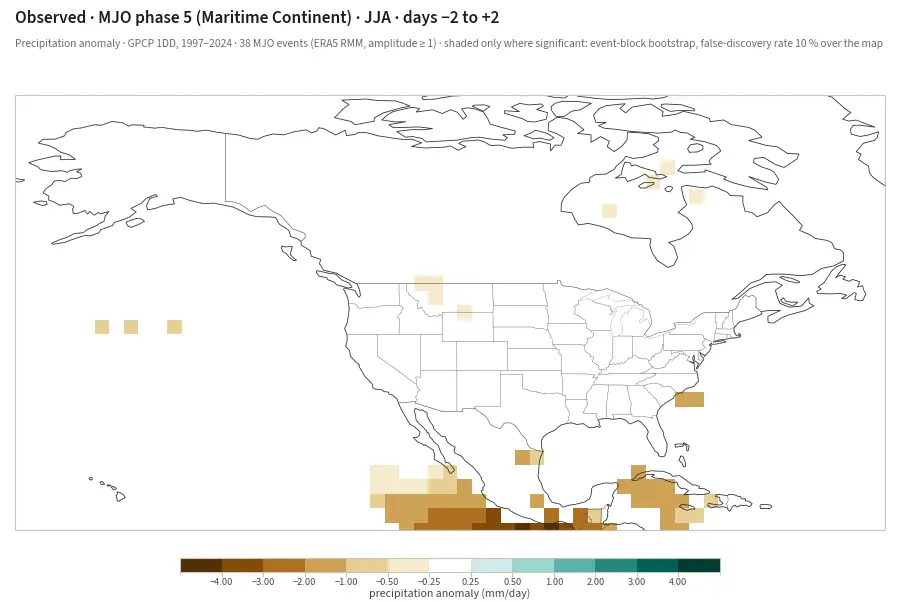 Observed · MJO phase 5 (Maritime Continent) · JJA · days −2 to +2
Precipitation anomaly · GPCP 1DD, 1997–2024 · 38 MJO events (ERA5 RMM, amplitude ≥ 1) · shaded only where significant: event-block bootstrap, false-discovery rate 10 % over the map
−4.00 −3.00 −2.00 −1.00 −0.50 −0.25 0.25 0.50 1.00 2.00 3.00 4.00
precipitation anomaly (mm/day)